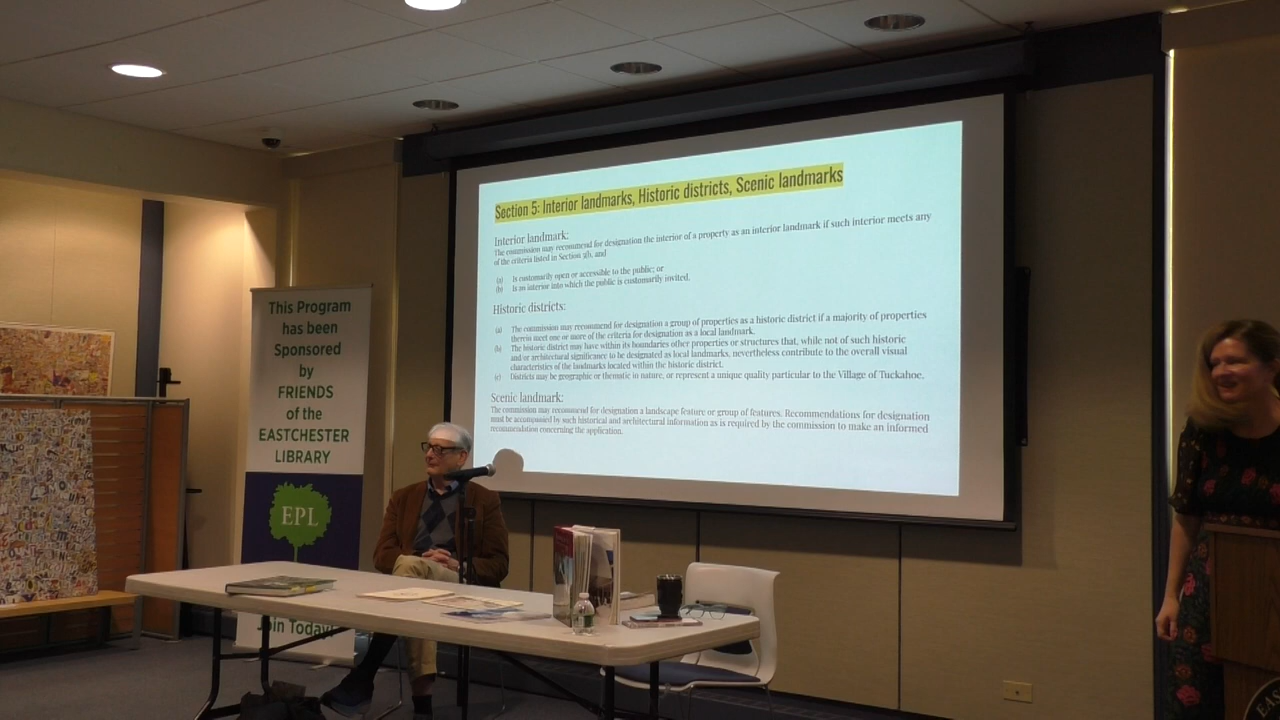 Section 5: Interior landmarks, Historic districts, Scenic landmarks
Interior landmark:
The commission may recommend for designation the interior of a property as an interior landmark if such interior meets any
of the criteria listed in Section 3(b), and
(a) Is customarily open or accessible to the public; or
(b) Is an interior into which the public is customarily invited.
Historic districts:
(a) The commission may recommend for designation a group of properties as a historic district if a majority of properties
therein meet one or more of the criteria for designation as a local landmark.
(b) The historic district may have within its boundaries other properties or structures that, while not of such historic
and/or architectural significance to be designated as local landmarks, nevertheless contribute to the overall visual
characteristics of the landmarks located within the historic district.
(c) Districts may be geographic or thematic in nature, or represent a unique quality particular to the Village of Tuckahoe.
Scenic landmark:
The commission may recommend for designation a landscape feature or group of features. Recommendations for designation
must be accompanied by such historical and architectural information as is required by the commission to make an informed
recommendation concerning the application.
This Program
has been
Sponsored
by
FRIENDS
of the
EASTCHESTER
LIBRARY
EPL
Join Today!
EAS